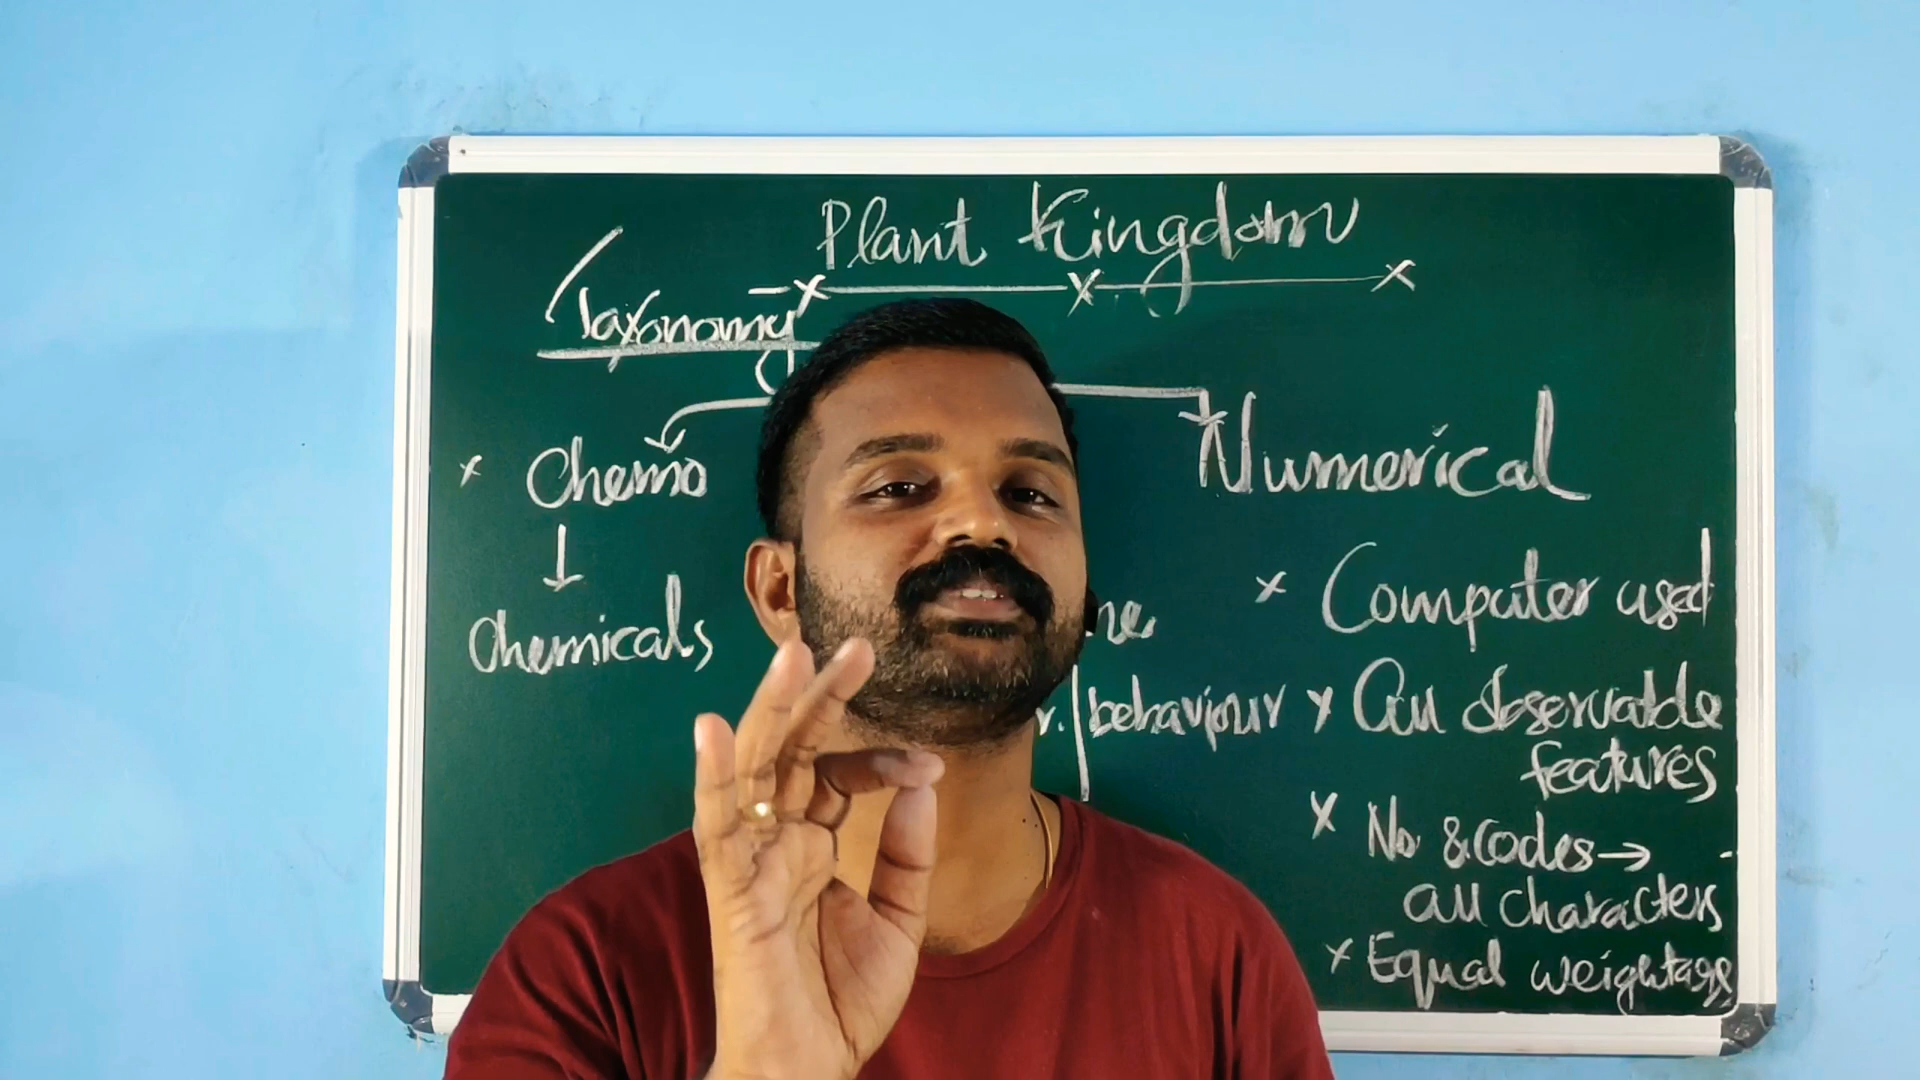 Plant Kingdom
Taxonomy
Chemo
Chemicals
behaviour
Numerical
Computer used
All observable
features
No & codes →
all characters
Equal weightage